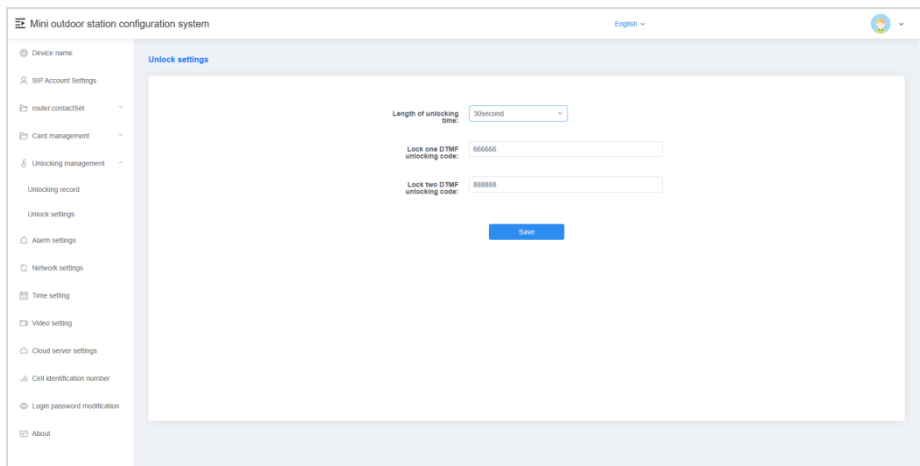 Mini outdoor station configuration system
English
Device name
SIP Account Settings
router.contactSet
Card management
Unlocking management
Unlocking record
Unlock settings
Alarm settings
Network settings
Time setting
Video setting
Cloud server settings
Cell identification number
Login password modification
About
Unlock settings
Length of unlocking
time:
30second
Lock one DTMF
unlocking code:
666666
Lock two DTMF
unlocking code:
888888
Save